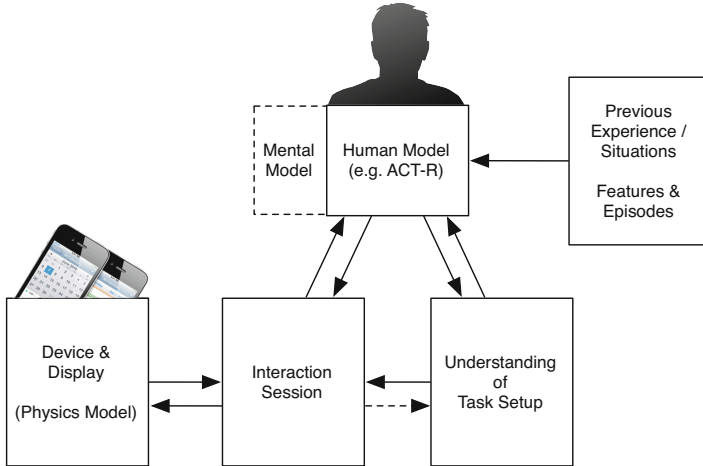 Mental
Model
Human Model
(e.g. ACT-R)
Previous
Experience /
Situations
Features &
Episodes
Device &
Display
(Physics Model)
Interaction
Session
Understanding
of
Task Setup